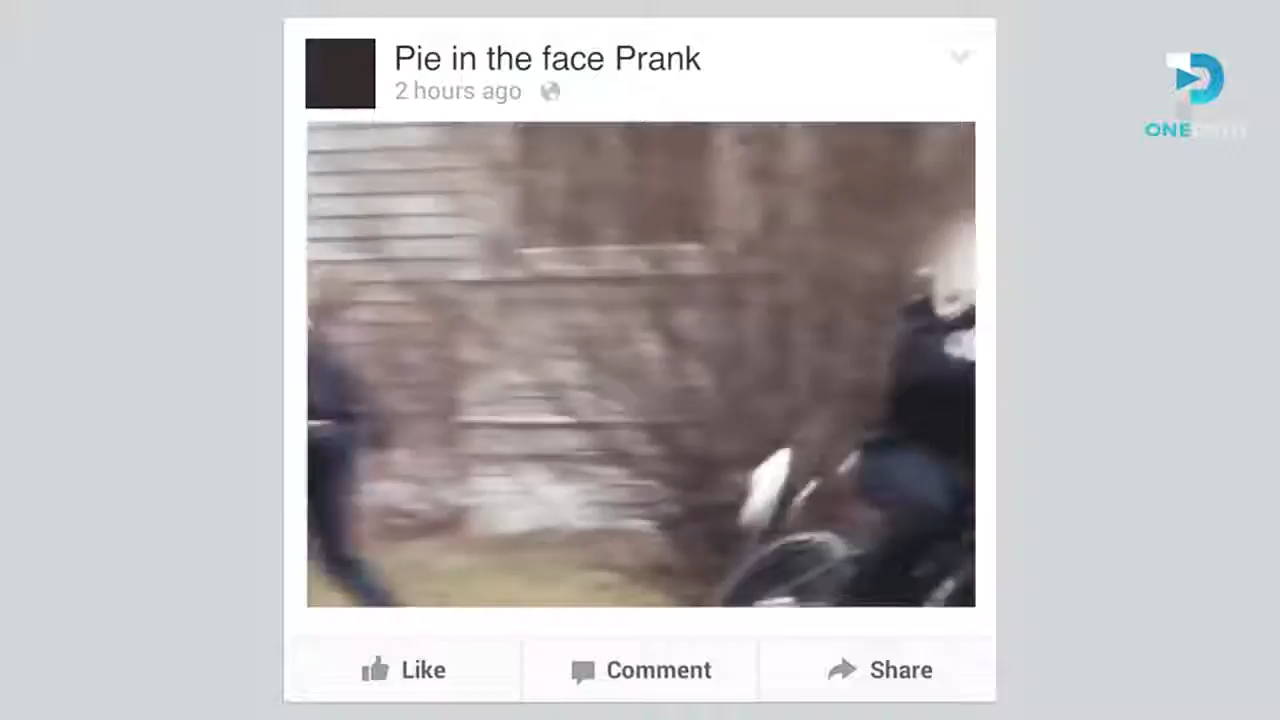 Pie in the face Prank
2 hours ago
ONE
Like
Comment
Share